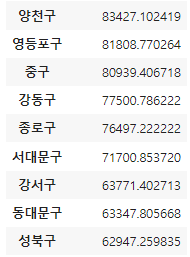 양천구 83427.102419
영등포구 81808.770264
중구 80939.406718
강동구 77500.786222
종로구 76497.222222
서대문구 71700.853720
강서구 63771.402713
동대문구 63347.805668
성북구 62947.259835